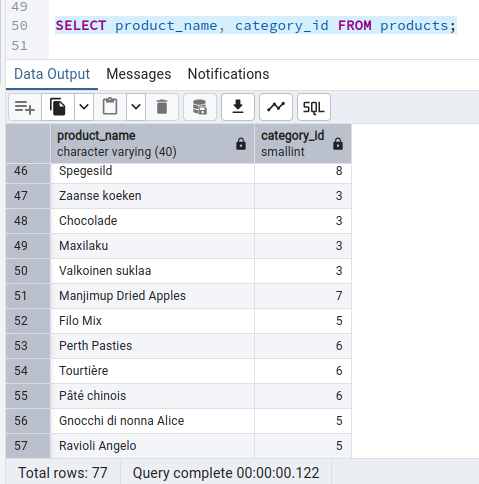 49
50 SELECT product_name, category_id FROM products;
51
Data Output Messages Notifications
SQL
product_name category_id
character varying (40) smallint
46 Spegesild 8
47 Zaanse koeken 3
48 Chocolade 3
49 Maxilaku 3
50 Valkoinen suklaa 3
51 Manjimup Dried Apples 7
52 Filo Mix 5
53 Perth Pasties 6
54 Tourtière 6
55 Pâté chinois 6
56 Gnocchi di nonna Alice 5
57 Ravioli Angelo 5
Total rows: 77 Query complete 00:00:00.122